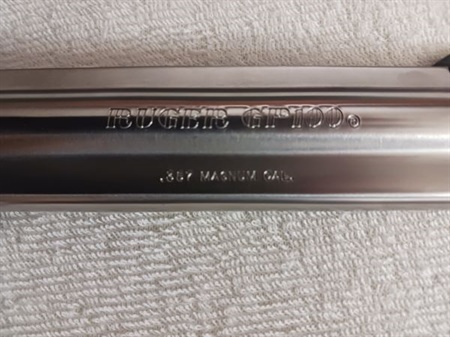 RUGER GP100®
.357 MAGNUM CAL.